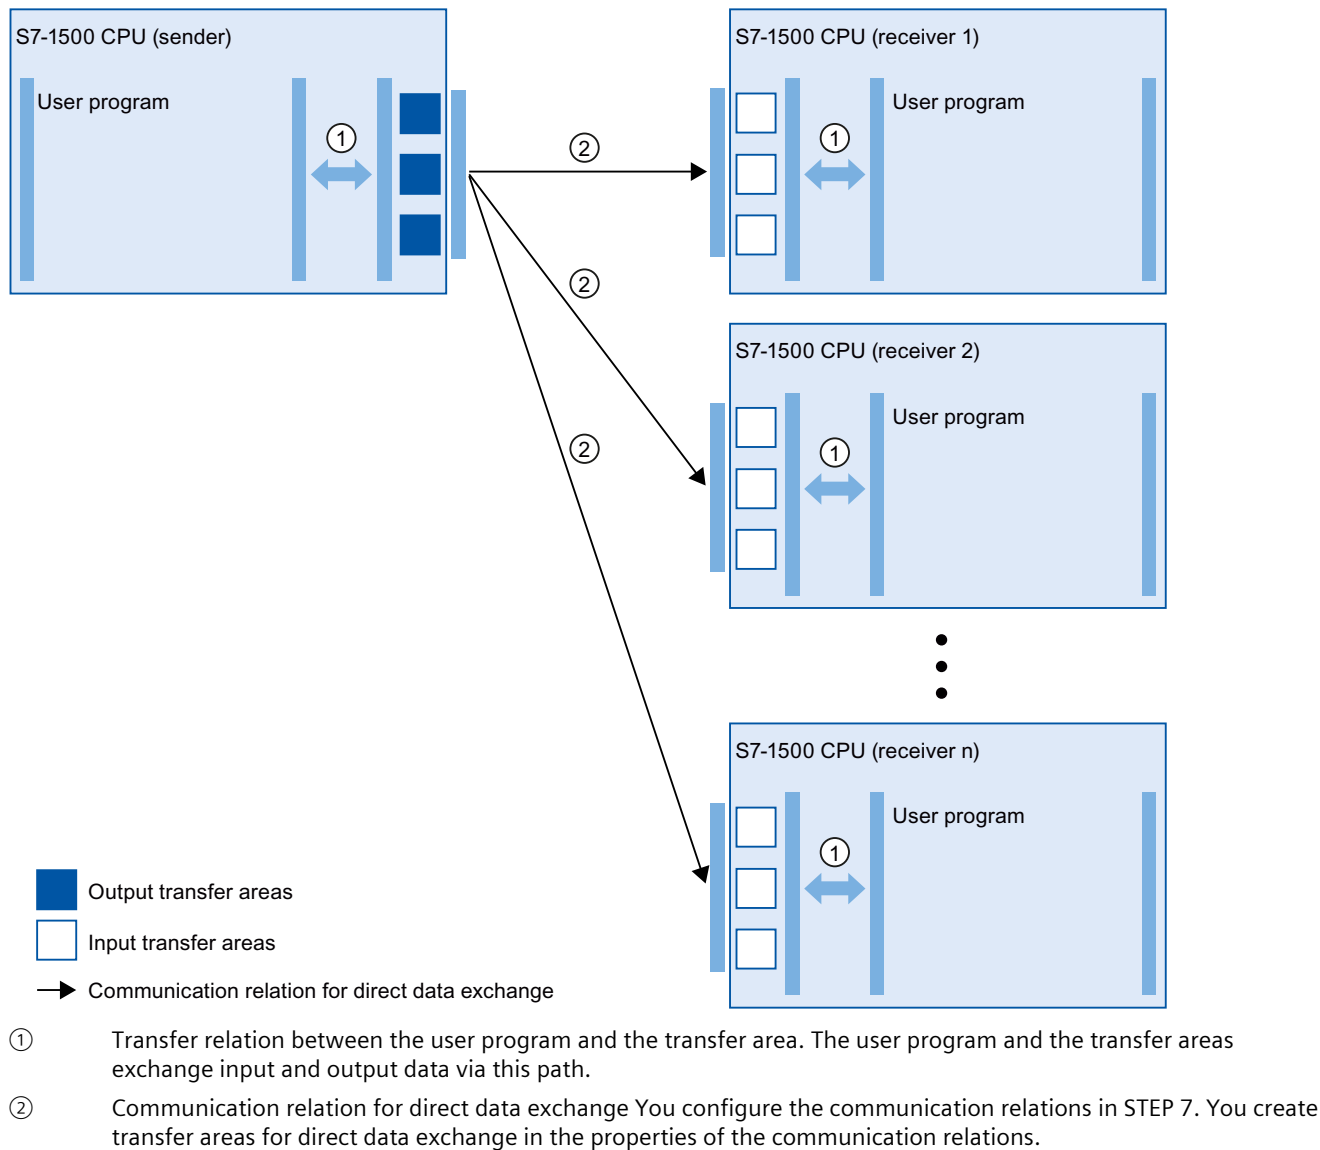 S7-1500 CPU (sender)
User program
①
②
②
②
S7-1500 CPU (receiver 1)
User program
①
S7-1500 CPU (receiver 2)
User program
①
S7-1500 CPU (receiver n)
User program
①
Output transfer areas
Input transfer areas
Communication relation for direct data exchange
① Transfer relation between the user program and the transfer area. The user program and the transfer areas
exchange input and output data via this path.
② Communication relation for direct data exchange You configure the communication relations in STEP 7. You create
transfer areas for direct data exchange in the properties of the communication relations.